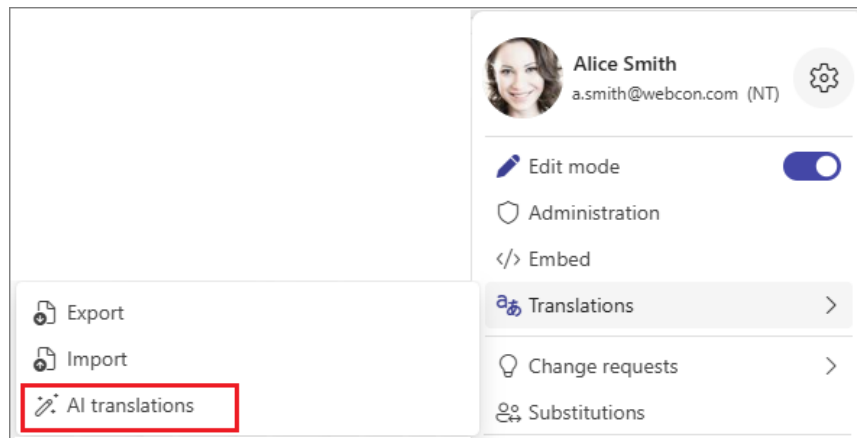 Alice Smith
a.smith@webcon.com (NT)
Edit mode
Administration
</> Embed
Translations
Change requests
Substitutions
Export
Import
AI translations